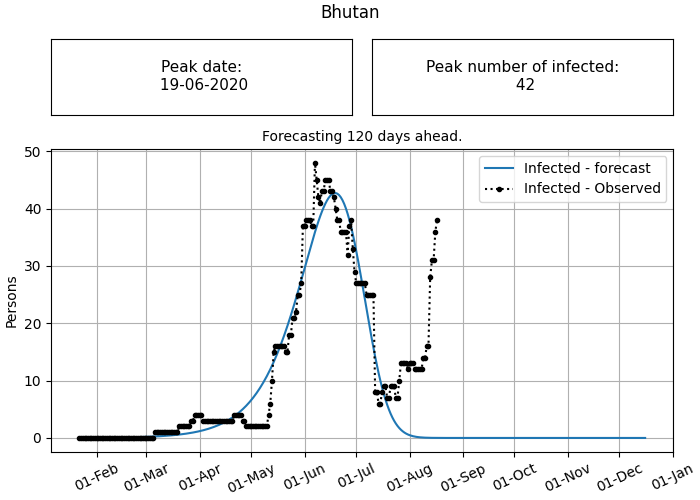 Bhutan
Peak date:
19-06-2020
Peak number of infected:
42
Forecasting 120 days ahead.
Infected - forecast
Infected - Observed
Persons
50
40
30
20
10
0
01-Feb
01-Mar
01-Apr
01-May
01-Jun
01-Jul
01-Aug
01-Sep
01-Oct
01-Nov
01-Dec
01-Jan